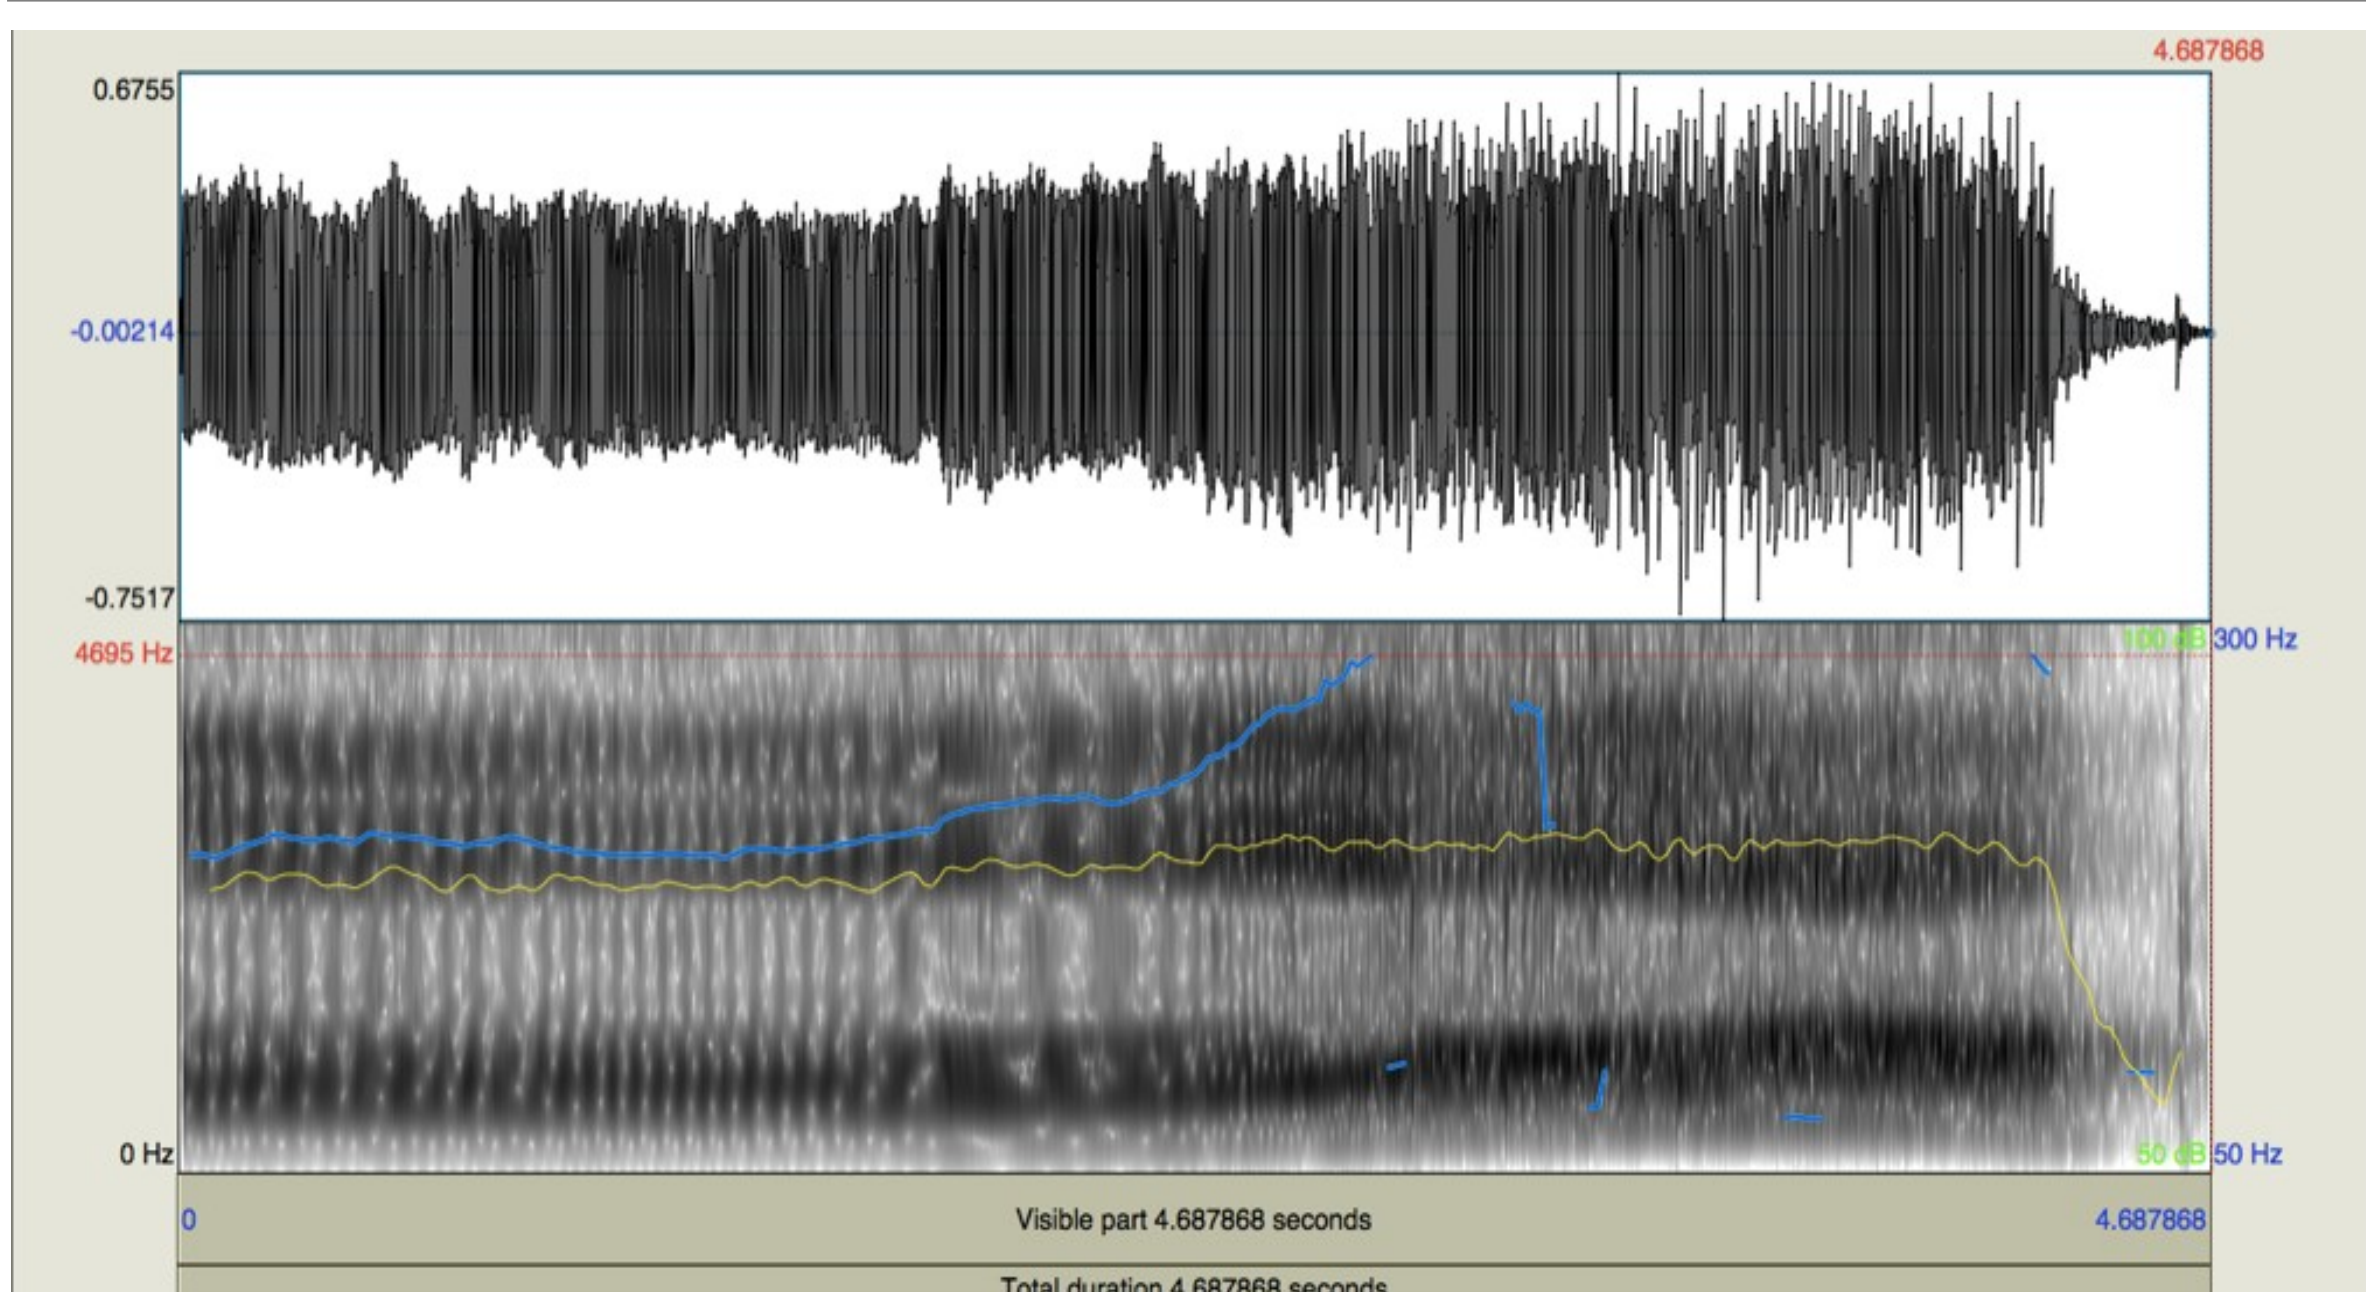 4.687868
0.6755
-0.00214
-0.7517
4695 Hz
100 dB 300 Hz
0 Hz
50 dB 50 Hz
0 Visible part 4.687868 seconds 4.687868
Total duration 4.687868 seconds